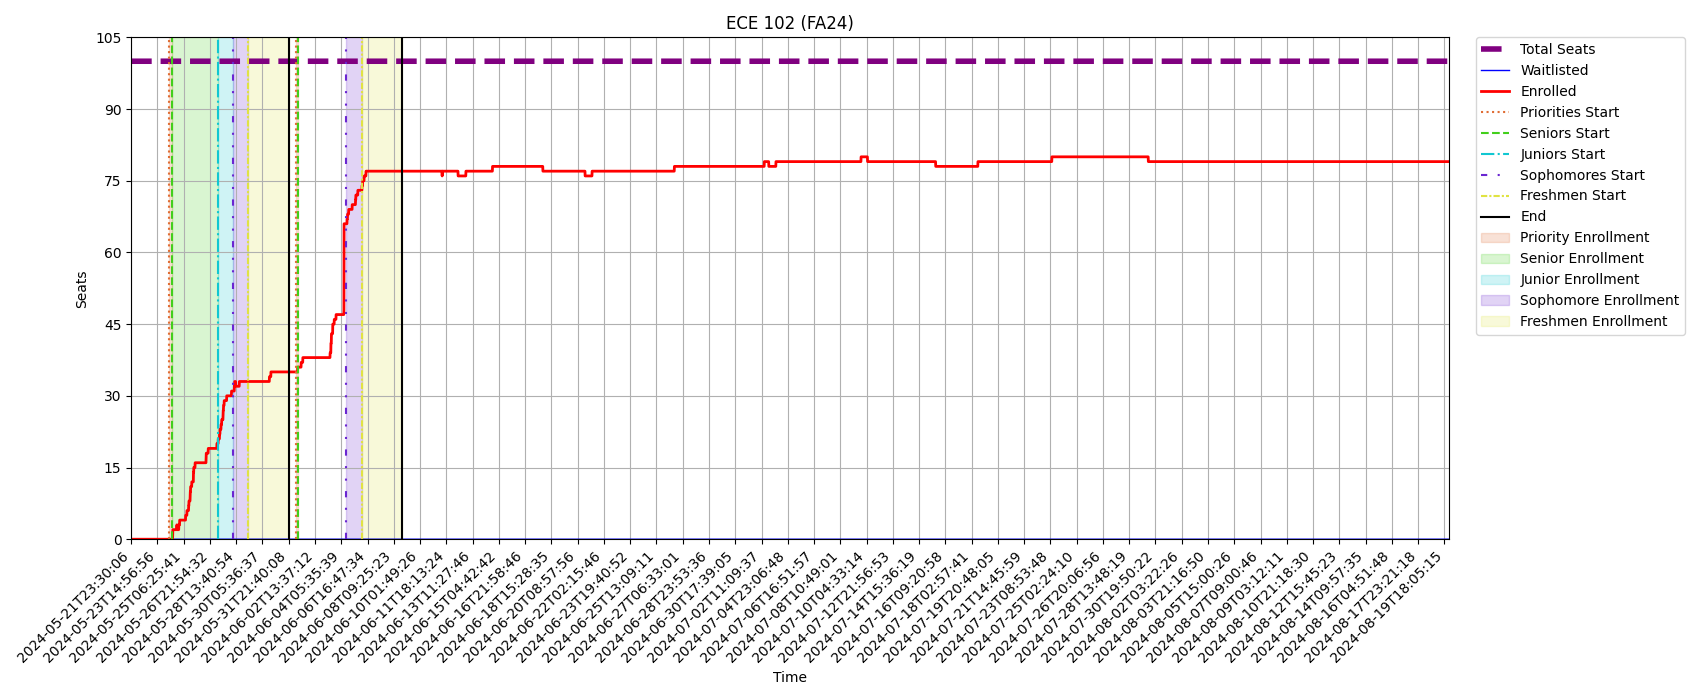 ECE 102 (FA24)
105
90
75
60
45
30
15
0
Seats
2024-05-21T23:30:06
2024-05-23T14:56:56
2024-05-25T06:25:41
2024-05-26T21:54:32
2024-05-28T13:40:54
2024-05-30T05:36:37
2024-05-31T21:40:08
2024-06-02T13:37:12
2024-06-04T05:35:39
2024-06-06T16:47:34
2024-06-08T09:25:23
2024-06-10T01:49:26
2024-06-11T18:13:24
2024-06-13T11:27:46
2024-06-15T04:42:42
2024-06-16T21:58:46
2024-06-18T15:28:35
2024-06-20T08:57:56
2024-06-22T02:15:46
2024-06-23T19:40:52
2024-06-25T13:09:11
2024-06-27T06:33:01
2024-06-28T23:53:36
2024-06-30T17:39:05
2024-07-02T11:09:37
2024-07-04T23:06:48
2024-07-06T16:51:57
2024-07-08T10:49:01
2024-07-10T04:33:14
2024-07-12T21:56:53
2024-07-14T15:36:19
2024-07-16T09:20:58
2024-07-18T02:57:41
2024-07-19T20:48:05
2024-07-21T14:45:59
2024-07-23T08:53:48
2024-07-25T02:24:10
2024-07-26T20:06:56
2024-07-28T13:48:19
2024-07-30T19:50:22
2024-08-02T03:22:26
2024-08-03T21:16:50
2024-08-05T15:00:26
2024-08-07T09:00:46
2024-08-09T03:12:11
2024-08-10T21:18:30
2024-08-12T15:45:23
2024-08-14T09:57:35
2024-08-16T04:51:48
2024-08-17T23:21:18
2024-08-19T18:05:15
Time
Total Seats
Waitlisted
Enrolled
Priorities Start
Seniors Start
Juniors Start
Sophomores Start
Freshmen Start
End
Priority Enrollment
Senior Enrollment
Junior Enrollment
Sophomore Enrollment
Freshmen Enrollment